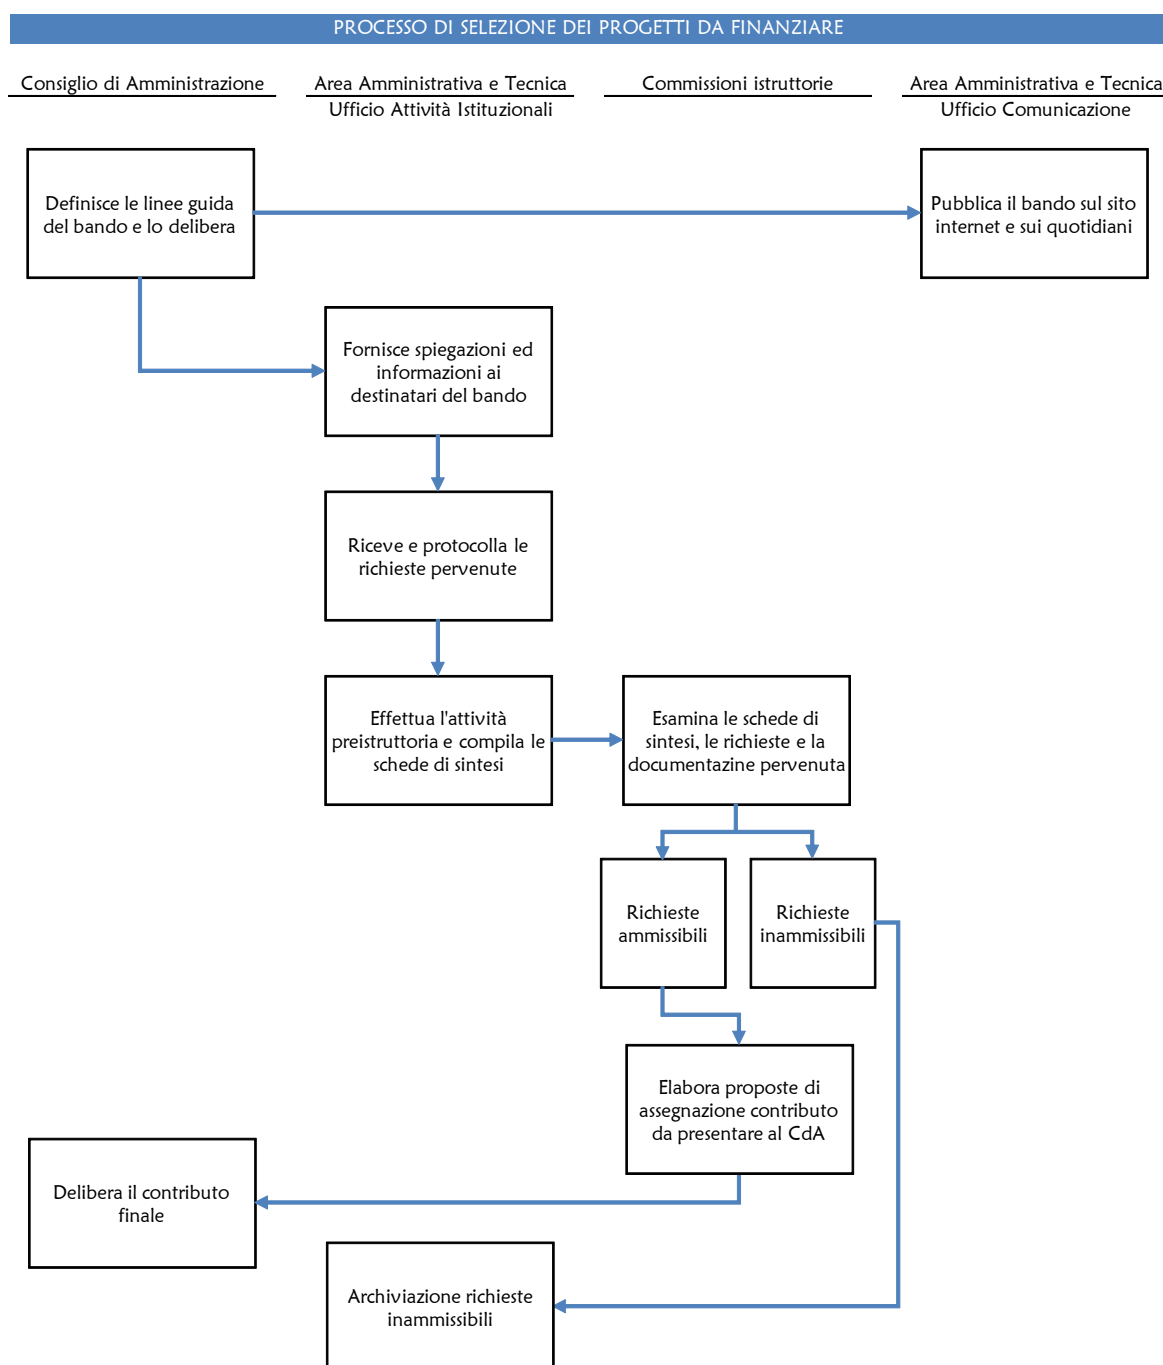 PROCESSO DI SELEZIONE DEI PROGETTI DA FINANZIARE
Consiglio di Amministrazione
Area Amministrativa e Tecnica
Ufficio Attività Istituzionali
Commissioni istruttorie
Area Amministrativa e Tecnica
Ufficio Comunicazione
Definisce le linee guida
del bando e lo delibera
Pubblica il bando sul sito
internet e sui quotidiani
Fornisce spiegazioni ed
informazioni ai
destinatari del bando
Riceve e protocolla le
richieste pervenute
Effettua l'attività
preistruttoria e compila le
schede di sintesi
Esamina le schede di
sintesi, le richieste e la
documentazine pervenuta
Richieste
ammissibili
Richieste
inammissibili
Elabora proposte di
assegnazione contributo
da presentare al CdA
Delibera il contributo
finale
Archiviazione richieste
inammissibili